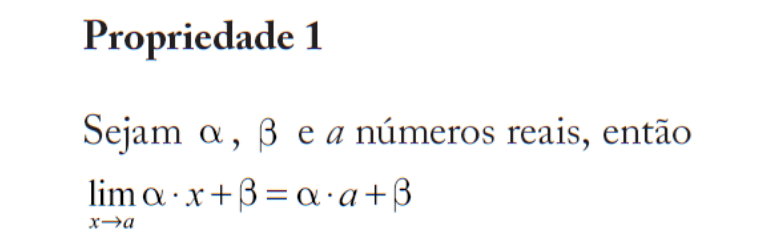 Propriedade 1
Sejam α, β e a números reais, então
lim α · x + β = α · a + β
x→a